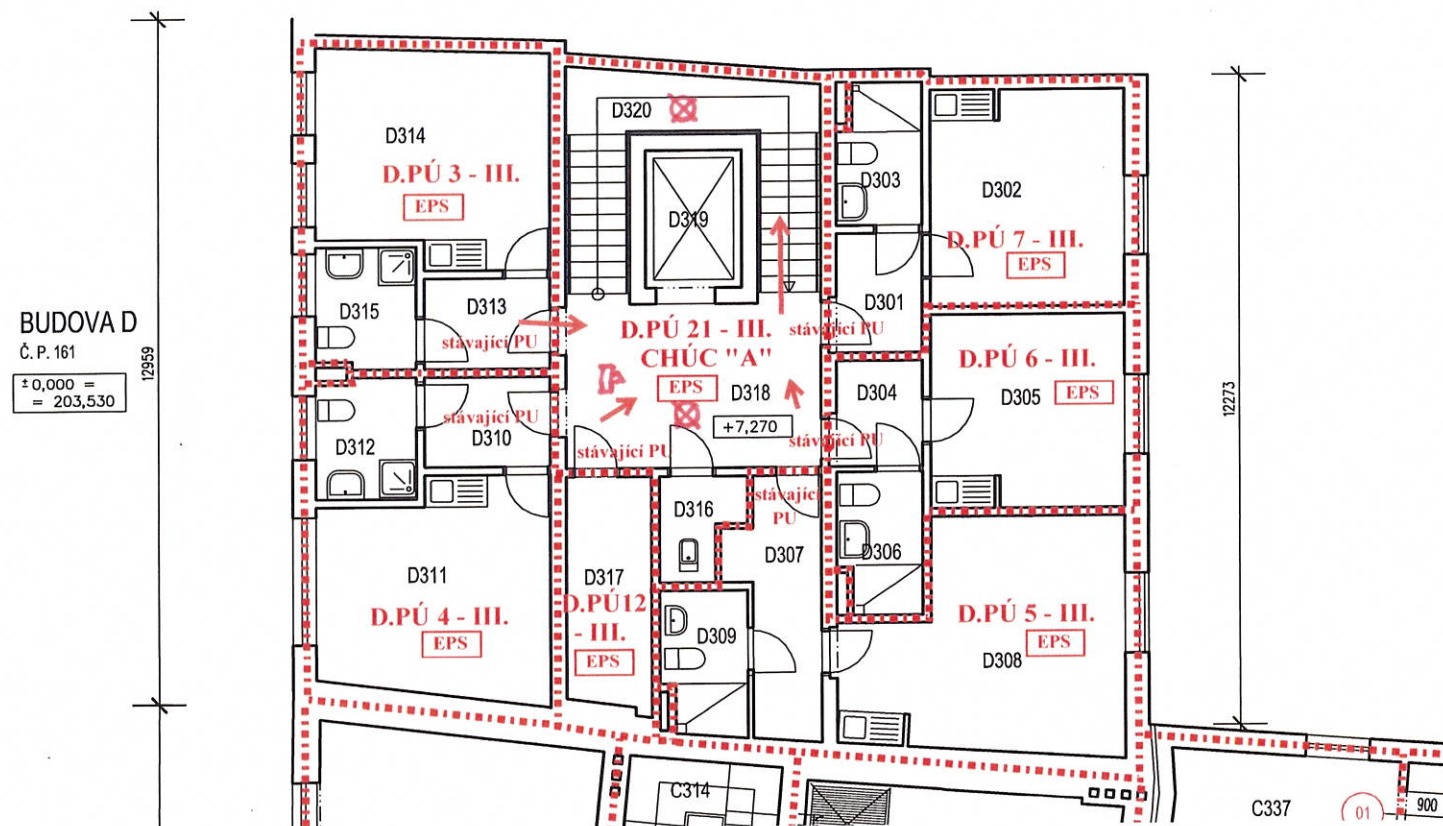 D320
D314
D.PÚ 3 - III.
EPS
D303
D302
D319
D.PÚ 7 - III.
EPS
D315
D313
stávající PU
D301
stávající PU
D.PÚ 21 - III.
CHÚC "A"
EPS
D318
+7,270
BUDOVA D
Č. P. 161
±0,000 =
= 203,530
12959
12273
D.PÚ 6 - III.
D305
EPS
D304
stávající PU
D312
stávající PU
D310
stávající PU
D316
stávající
PU
D307
D306
D311
D.PÚ 4 - III.
EPS
D317
D.PÚ12
- III.
EPS
D309
D.PÚ 5 - III.
EPS
D308
C314
C337
01
900